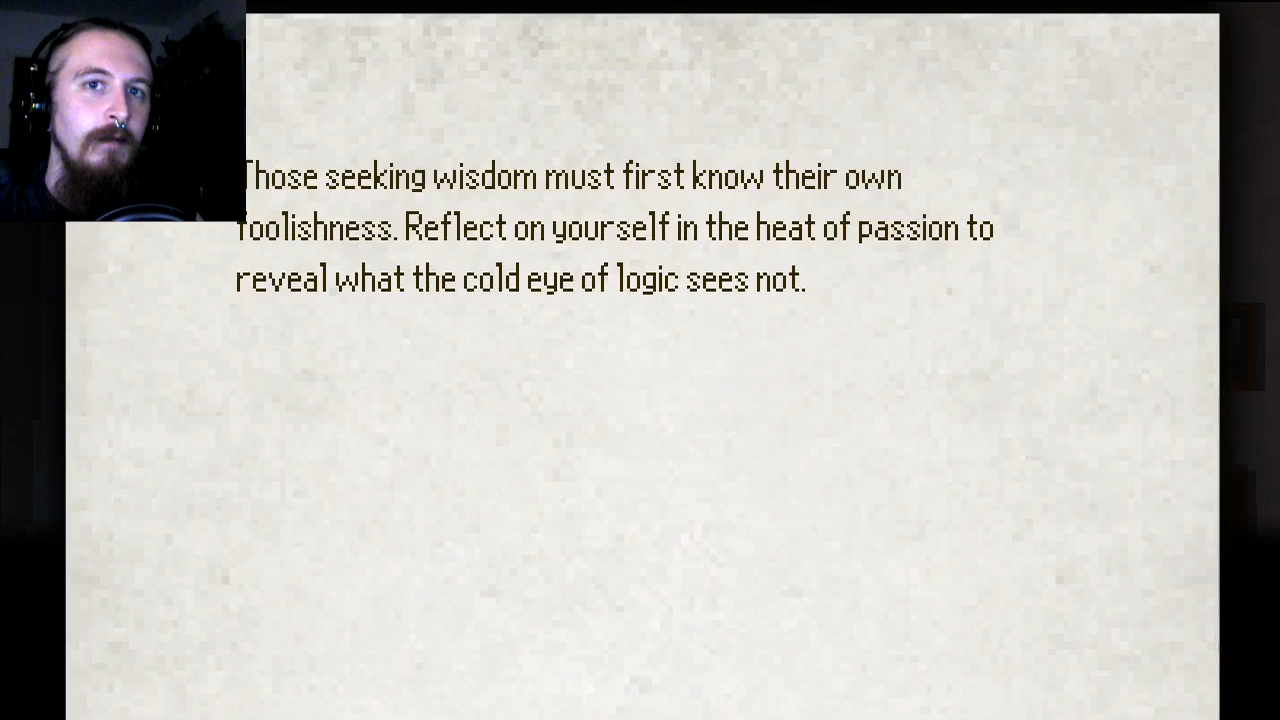 Those seeking wisdom must first know their own
foolishness. Reflect on yourself in the heat of passion to
reveal what the cold eye of logic sees not.